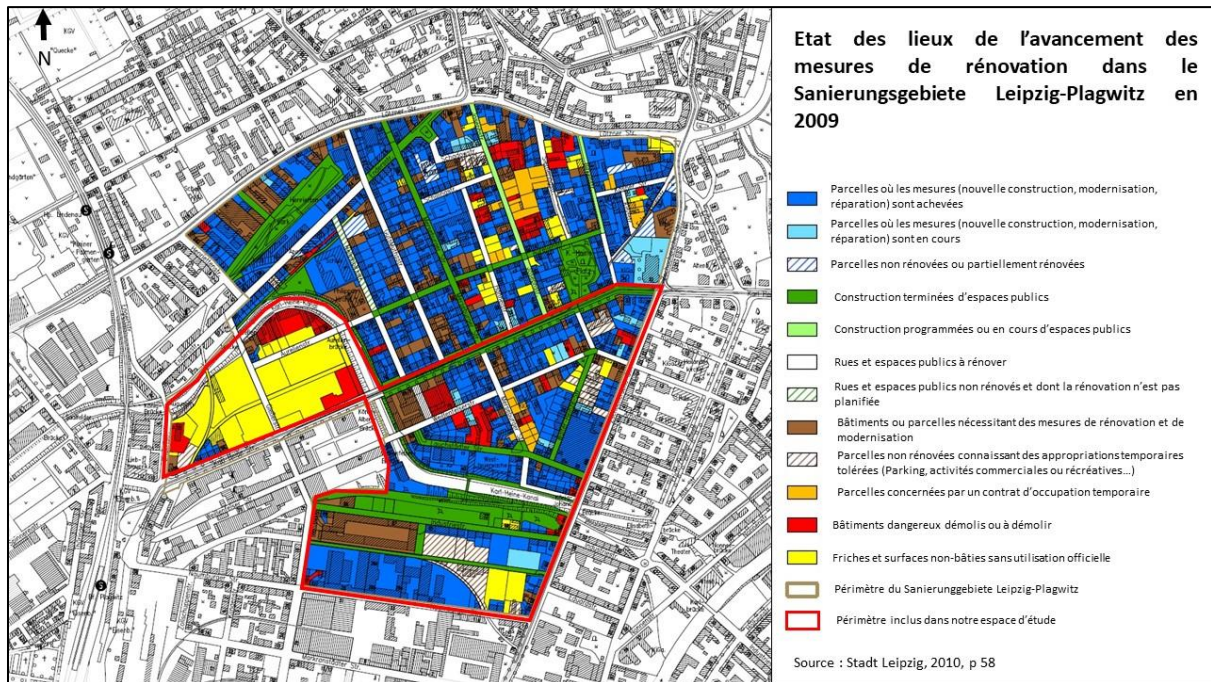 N
Etat des lieux de l'avancement des
mesures de rénovation dans le
Sanierungsgebiete Leipzig-Plagwitz en
2009
Parcelles où les mesures (nouvelle construction, modernisation,
réparation) sont achevées
Parcelles où les mesures (nouvelle construction, modernisation,
réparation) sont en cours
Parcelles non rénovées ou partiellement rénovées
Construction terminées d'espaces publics
Construction programmées ou en cours d'espaces publics
Rues et espaces publics à rénover
Rues et espaces publics non rénovés et dont la rénovation n'est pas
planifiée
Bâtiments ou parcelles nécessitant des mesures de rénovation et de
modernisation
Parcelles non rénovées connaissant des appropriations temporaires
tolérées (Parking, activités commerciales ou récréatives...)
Parcelles concernées par un contrat d'occupation temporaire
Bâtiments dangereux démolis ou à démolir
Friches et surfaces non-bâties sans utilisation officielle
Périmètre du Sanierunggebiete Leipzig-Plagwitz
Périmètre inclus dans notre espace d'étude
Source : Stadt Leipzig, 2010, p 58
Karl-Heine-Kanal